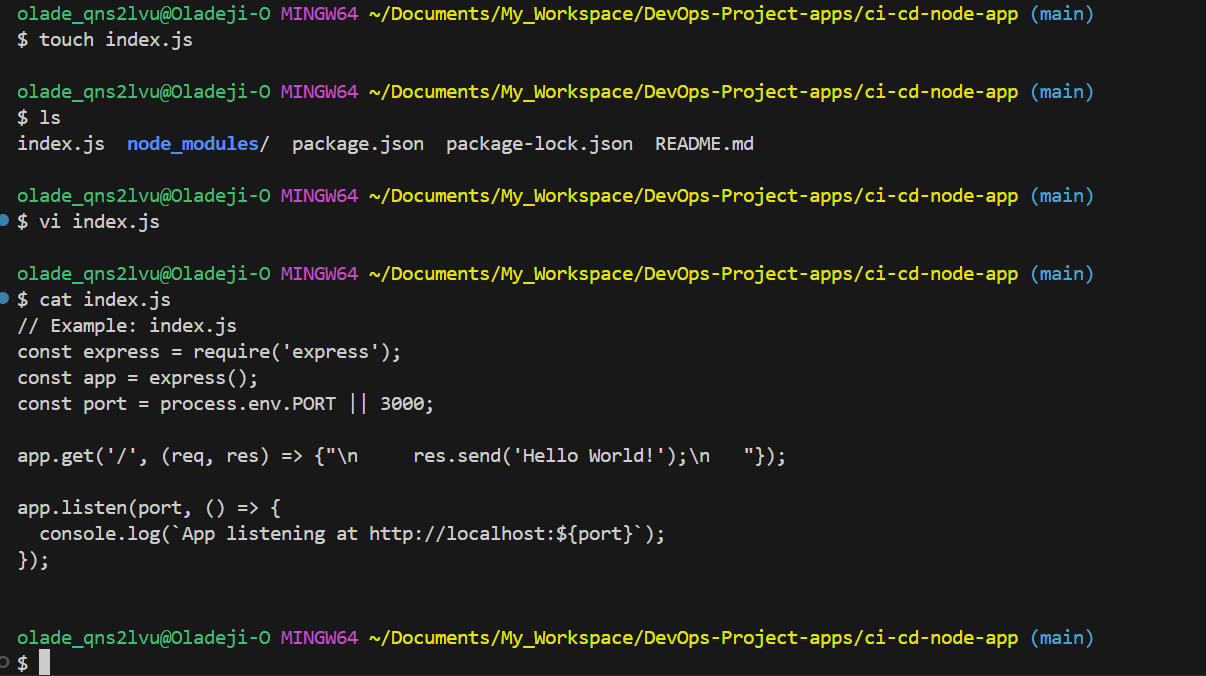 olade_qns2lvu@Oladeji-O MINGW64 ~/Documents/My_Workspace/DevOps-Project-apps/ci-cd-node-app (main)
$ touch index.js
olade_qns2lvu@Oladeji-O MINGW64 ~/Documents/My_Workspace/DevOps-Project-apps/ci-cd-node-app (main)
$ ls
index.js  node_modules/  package.json  package-lock.json  README.md
olade_qns2lvu@Oladeji-O MINGW64 ~/Documents/My_Workspace/DevOps-Project-apps/ci-cd-node-app (main)
$ vi index.js
olade_qns2lvu@Oladeji-O MINGW64 ~/Documents/My_Workspace/DevOps-Project-apps/ci-cd-node-app (main)
$ cat index.js
// Example: index.js
const express = require('express');
const app = express();
const port = process.env.PORT || 3000;
app.get('/', (req, res) => {"\n     res.send('Hello World!');\n   "});
app.listen(port, () => {
  console.log(`App listening at http://localhost:${port}`);
});
olade_qns2lvu@Oladeji-O MINGW64 ~/Documents/My_Workspace/DevOps-Project-apps/ci-cd-node-app (main)
$